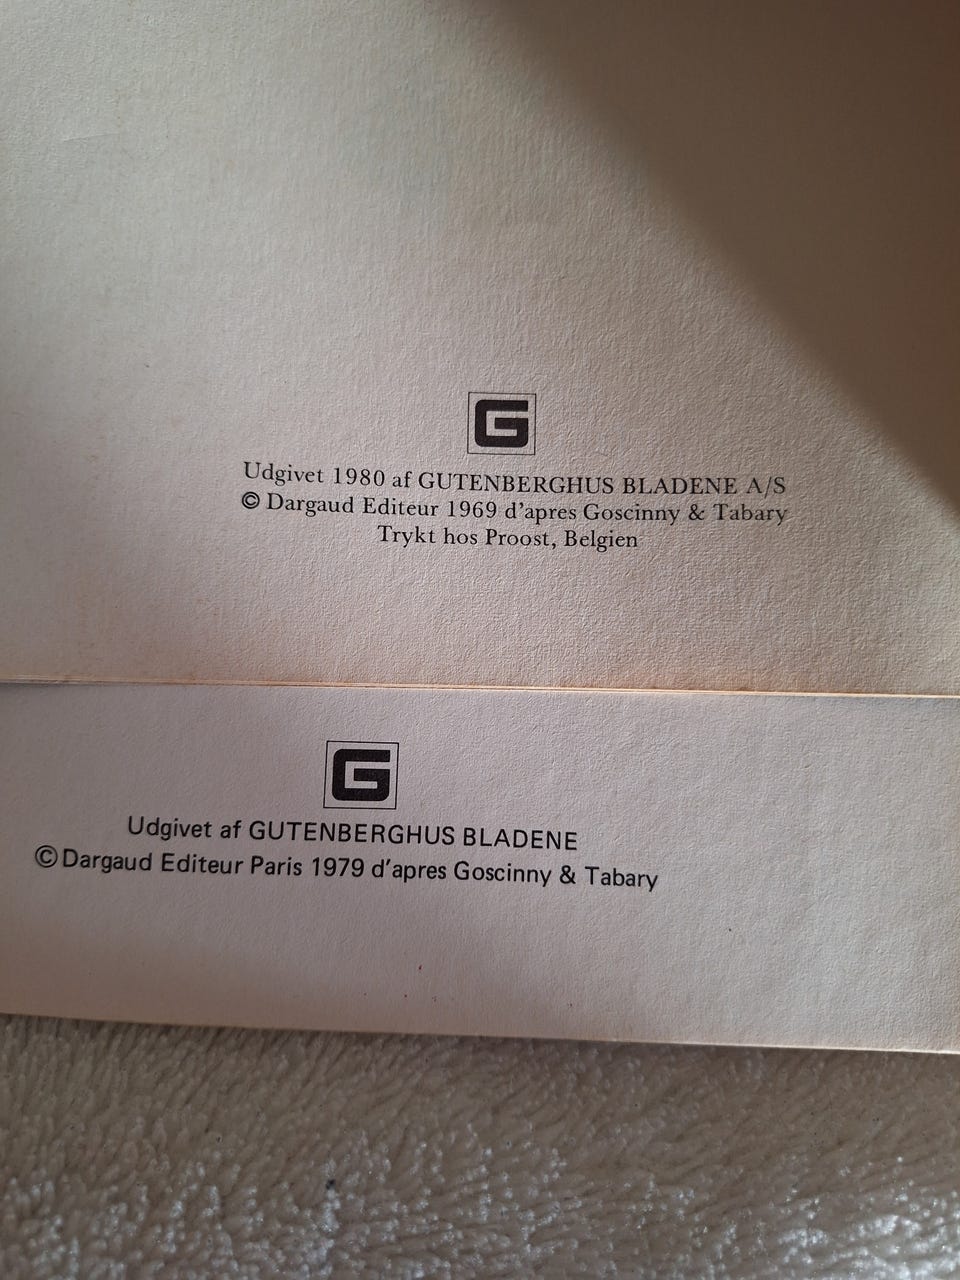 G
Udgivet 1980 af GUTENBERGHUS BLADENE A/S
© Dargaud Editeur 1969 d'apres Goscinny & Tabary
Trykt hos Proost, Belgien
G
Udgivet af GUTENBERGHUS BLADENE
© Dargaud Editeur Paris 1979 d'apres Goscinny & Tabary